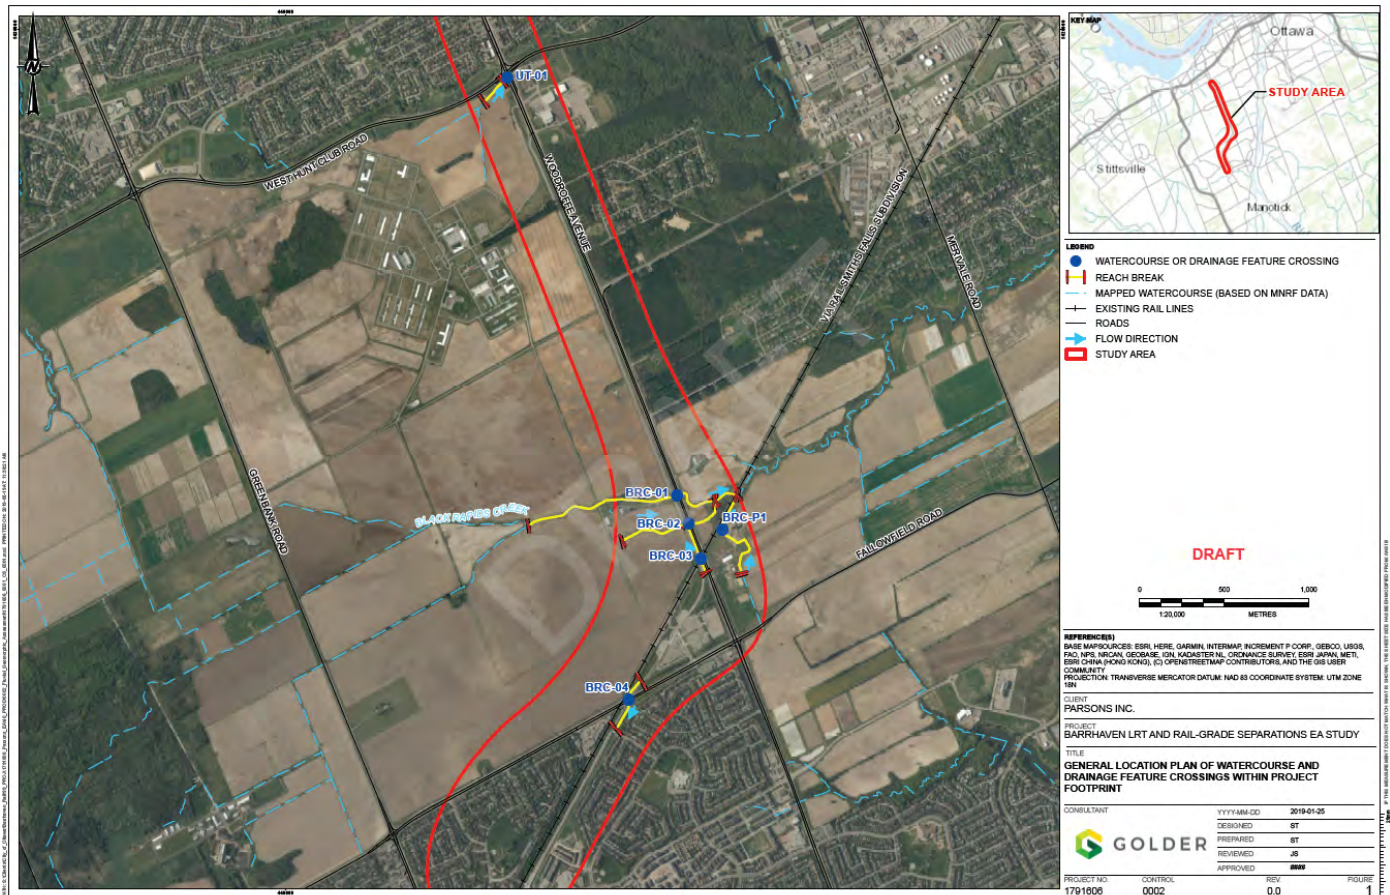 KEY MAP
Ottawa
STUDY AREA
Stittsville
Manotick
N
UT-01
WEST HUNT CLUB ROAD
WOODROFFE AVENUE
VIA RAIL SMITHS FALLS SUBDIVISION
MERIVALE ROAD
GREENBANK ROAD
BLACK RAPIDS CREEK
BRC-01
BRC-02
BRC-P1
BRC-03
FALLOWFIELD ROAD
BRC-04
DRAFT
LEGEND
WATERCOURSE OR DRAINAGE FEATURE CROSSING
REACH BREAK
MAPPED WATERCOURSE (BASED ON MNRF DATA)
EXISTING RAIL LINES
ROADS
FLOW DIRECTION
STUDY AREA
DRAFT
0 500 1,000
1:20,000 METRES
REFERENCE(S)
BASE MAPSOURCES: ESRI, HERE, GARMIN, INTERMAP, INCREMENT P CORP., GEBCO, USGS,
FAO, NPS, NRCAN, GEOBASE, IGN, KADASTER NL, ORDNANCE SURVEY, ESRI JAPAN, METI,
ESRI CHINA (HONG KONG), (C) OPENSTREETMAP CONTRIBUTORS, AND THE GIS USER
COMMUNITY
PROJECTION: TRANSVERSE MERCATOR DATUM: NAD 83 COORDINATE SYSTEM: UTM ZONE
18N
CLIENT
PARSONS INC.
PROJECT
BARRHAVEN LRT AND RAIL-GRADE SEPARATIONS EA STUDY
TITLE
GENERAL LOCATION PLAN OF WATERCOURSE AND
DRAINAGE FEATURE CROSSINGS WITHIN PROJECT
FOOTPRINT
CONSULTANT
GOLDER
YYYY-MM-DD 2019-01-25
DESIGNED ST
PREPARED ST
REVIEWED JS
APPROVED ####
PROJECT NO. CONTROL REV. FIGURE
1791606 0002 0.0 1